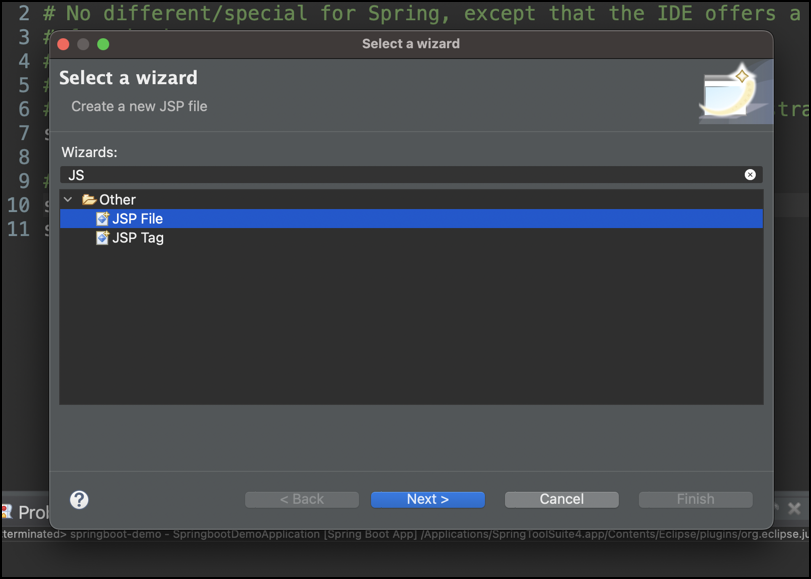 2 # No different/special for Spring, except that the IDE offers a
3 #
Select a wizard
4 #
Select a wizard
5 #
Create a new JSP file
6 #
7 s
8
Wizards:
9 #
JS
10 s
Other
11 s
JSP File
JSP Tag
< Back
Next >
Cancel
Finish
Prob
terminated> springboot-demo - SpringbootDemoApplication [Spring Boot App] /Applications/SpringToolSuite4.app/Contents/Eclipse/plugins/org.eclipse.ju